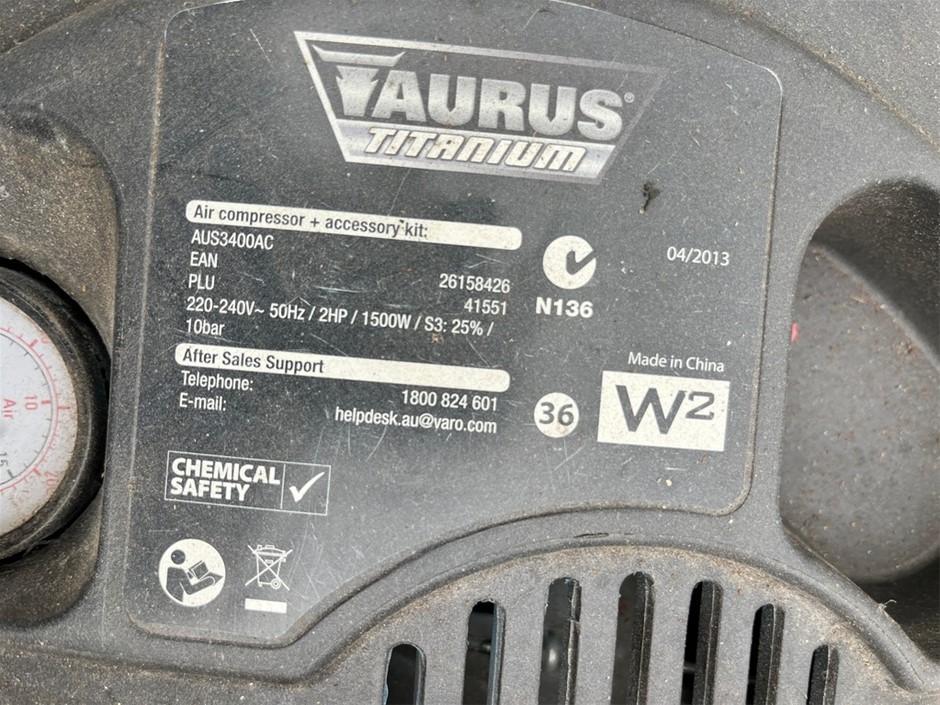 TAURUS®
TITANIUM
Air compressor + accessory kit:
AUS3400AC
EAN 26158426
PLU 41551
220-240V~ 50Hz / 2HP / 1500W / S3: 25% /
10bar
N136
04/2013
After Sales Support
Telephone: 1800 824 601
E-mail: helpdesk.au@varo.com
36
Made in China
W2
CHEMICAL
SAFETY
10
Air
15